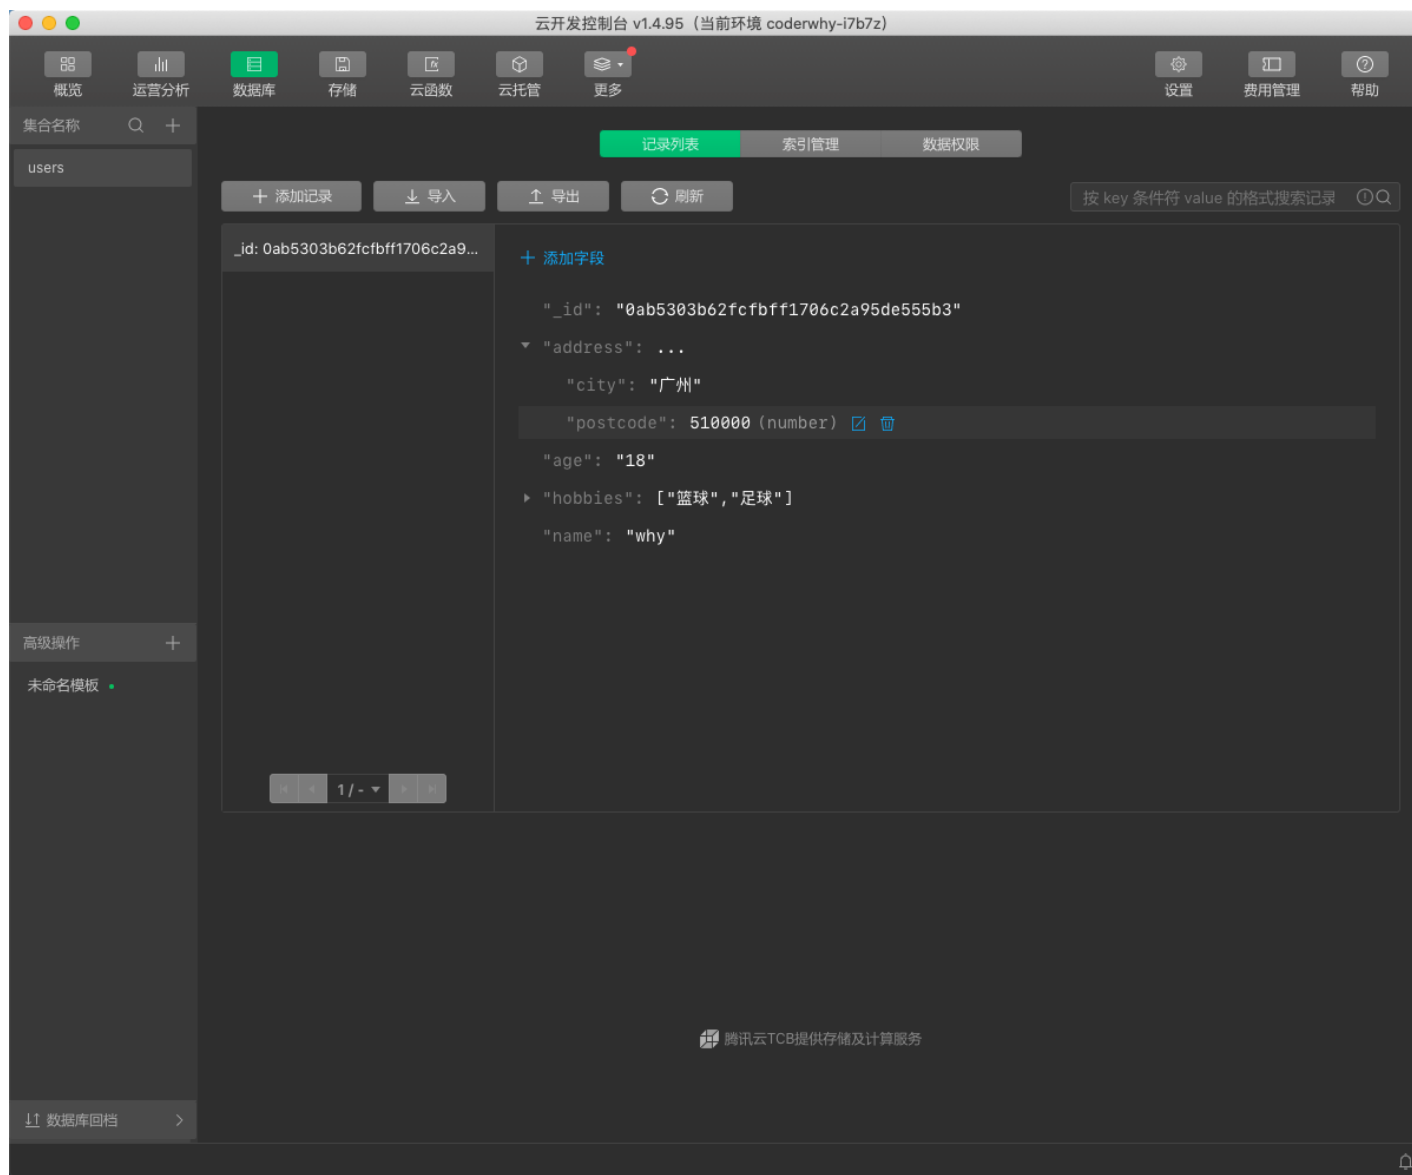 云开发控制台 v1.4.95（当前环境 coderwhy-i7b7z）
概览 运营分析 数据库 存储 云函数 云托管 更多 设置 费用管理 帮助
集合名称
记录列表 索引管理 数据权限
users
添加记录 导入 导出 刷新 按 key 条件符 value 的格式搜索记录
_id: 0ab5303b62fcfbff1706c2a9...
添加字段
"_id": "0ab5303b62fcfbff1706c2a95de555b3"
"address": ...
"city": "广州"
"postcode": 510000 (number)
"age": "18"
"hobbies": ["篮球","足球"]
"name": "why"
高级操作
未命名模板
1 / -
腾讯云TCB提供存储及计算服务
数据库回档